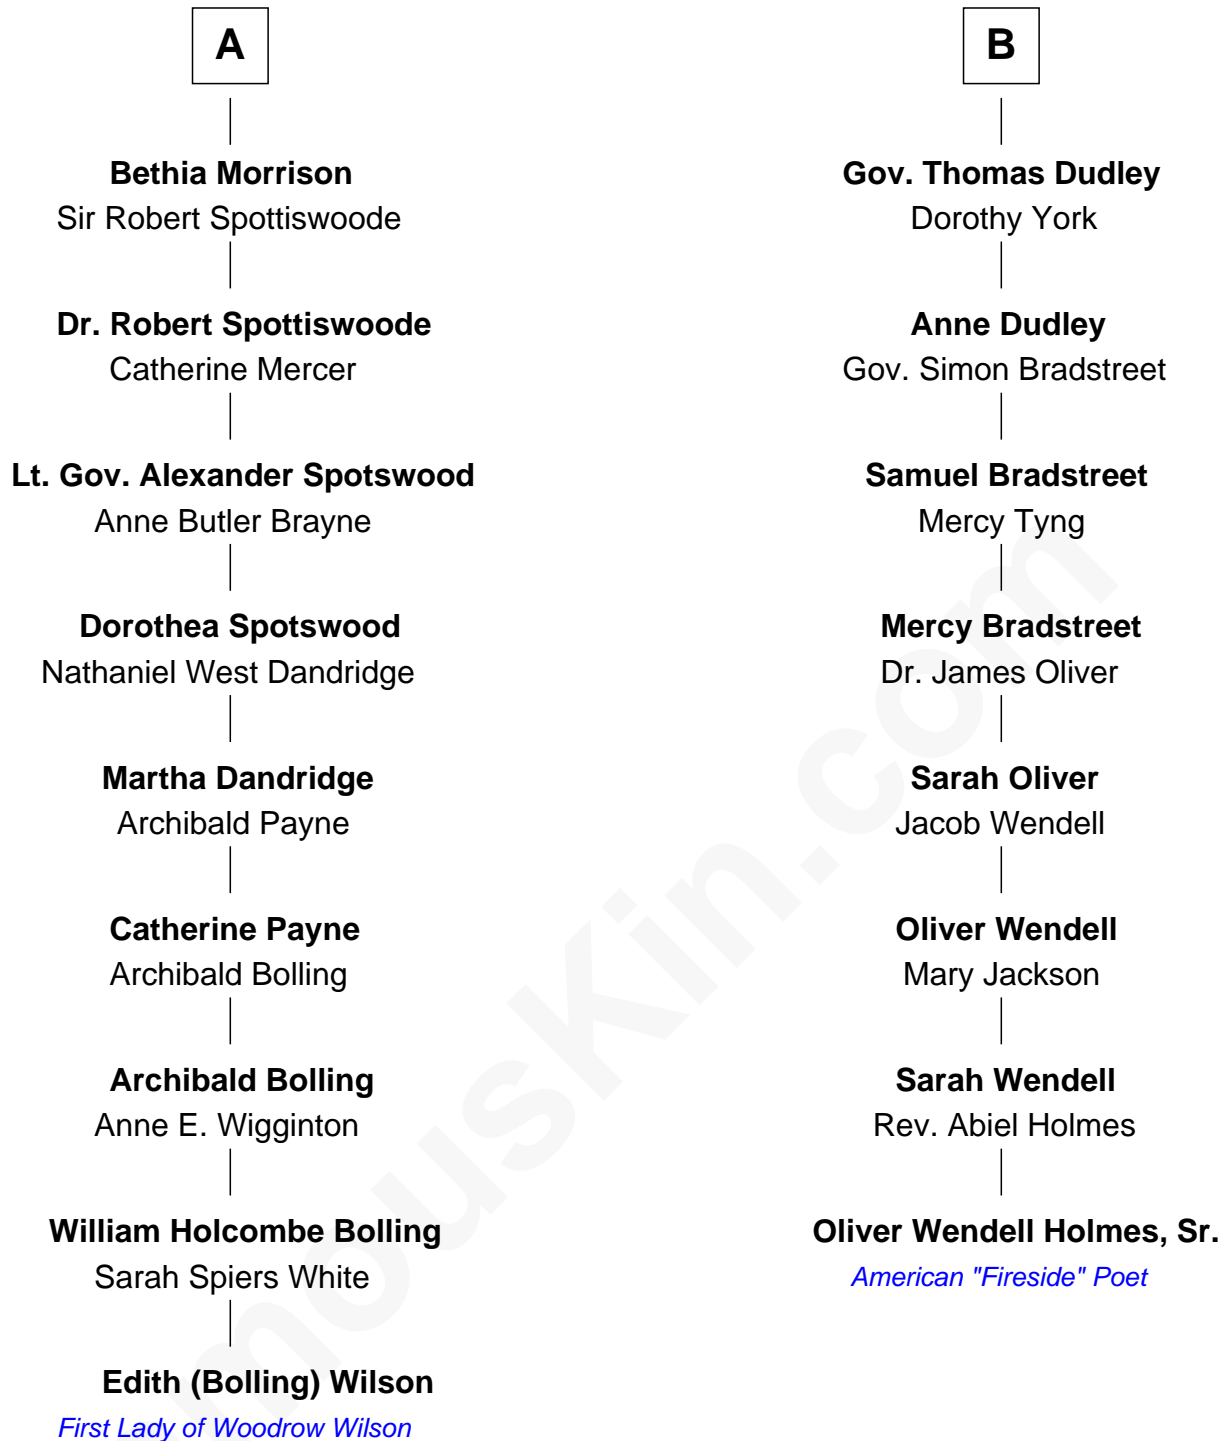 A
Bethia Morrison
Sir Robert Spottiswoode
Dr. Robert Spottiswoode
Catherine Mercer
Lt. Gov. Alexander Spotswood
Anne Butler Brayne
Dorothea Spotswood
Nathaniel West Dandridge
Martha Dandridge
Archibald Payne
Catherine Payne
Archibald Bolling
Archibald Bolling
Anne E. Wigginton
William Holcombe Bolling
Sarah Spiers White
Edith (Bolling) Wilson
First Lady of Woodrow Wilson
B
Gov. Thomas Dudley
Dorothy York
Anne Dudley
Gov. Simon Bradstreet
Samuel Bradstreet
Mercy Tyng
Mercy Bradstreet
Dr. James Oliver
Sarah Oliver
Jacob Wendell
Oliver Wendell
Mary Jackson
Sarah Wendell
Rev. Abiel Holmes
Oliver Wendell Holmes, Sr.
American "Fireside" Poet
mousKin.com